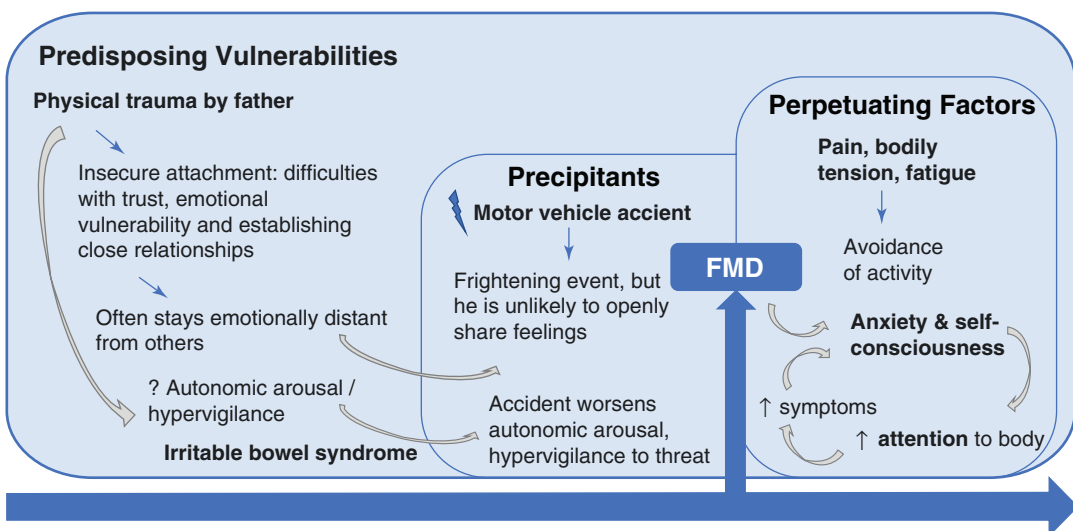 Predisposing Vulnerabilities
Physical trauma by father
Insecure attachment: difficulties
with trust, emotional
vulnerability and establishing
close relationships
Often stays emotionally distant
from others
? Autonomic arousal /
hypervigilance
Irritable bowel syndrome
Precipitants
Motor vehicle accient
Frightening event, but
he is unlikely to openly
share feelings
Accident worsens
autonomic arousal,
hypervigilance to threat
FMD
Perpetuating Factors
Pain, bodily
tension, fatigue
Avoidance
of activity
Anxiety & self-
consciousness
↑ symptoms
↑ attention to body